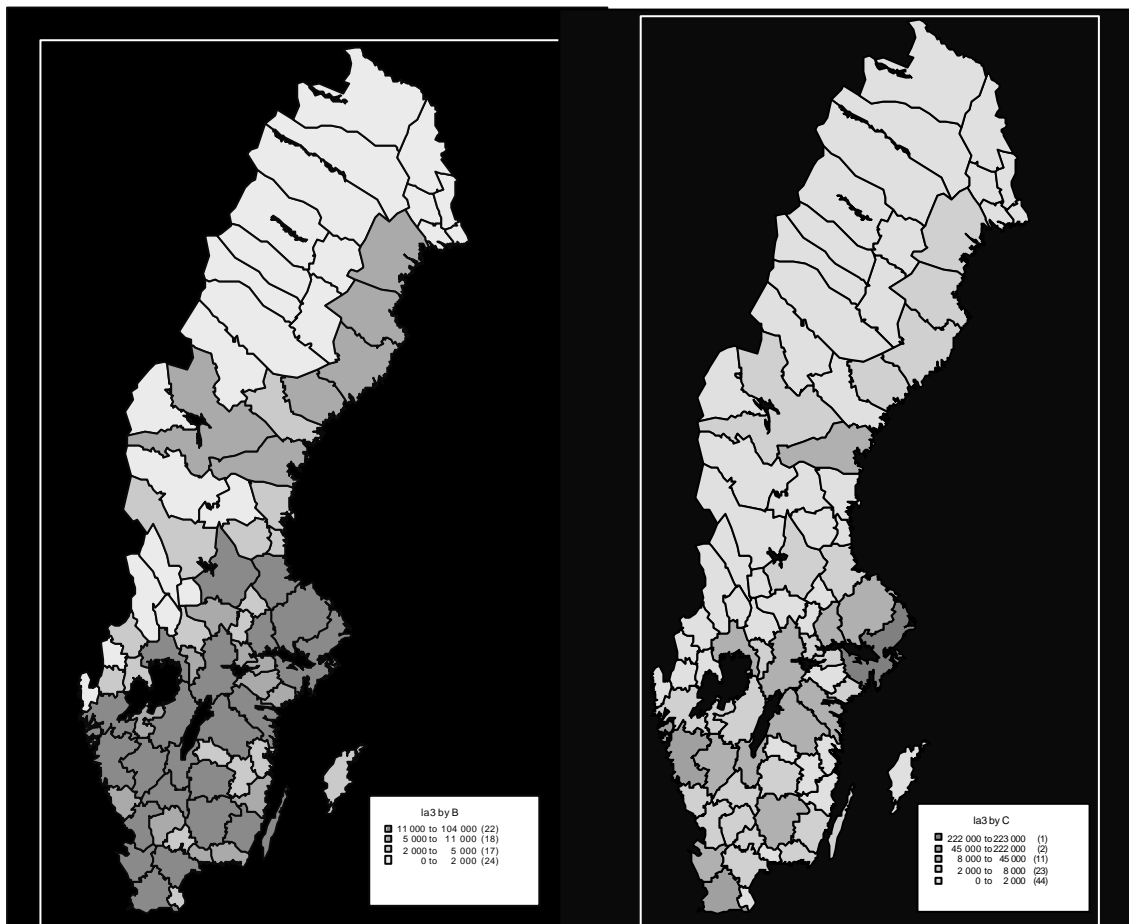 la3 by B
11 000 to 104 000 (22)
5 000 to 11 000 (18)
2 000 to 5 000 (17)
0 to 2 000 (24)
la3 by C
222 000 to 223 000 (1)
45 000 to 222 000 (2)
8 000 to 45 000 (11)
2 000 to 8 000 (23)
0 to 2 000 (44)